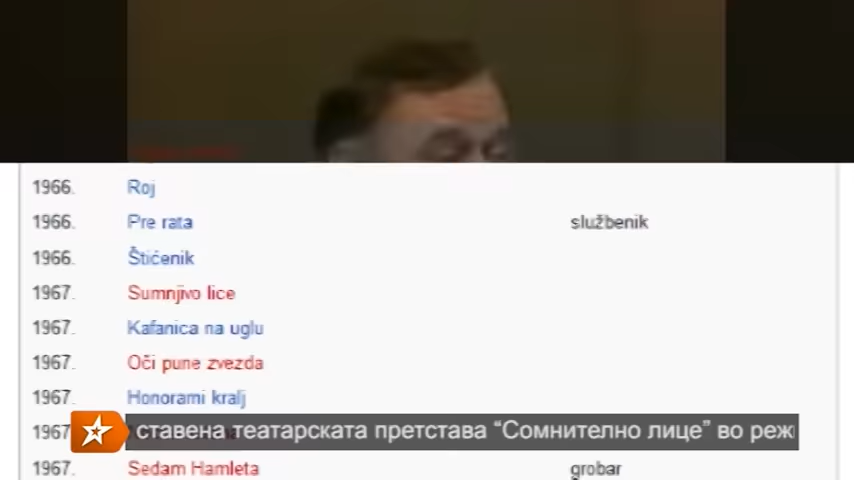 1966. Roj
1966. Pre rata službenik
1966. Štićenik
1967. Sumnjivo lice
1967. Kafanica na uglu
1967. Oči pune zvezda
1967. Honorarni kralj
1967
ставена театарската претстава “Сомнително лице” во реж
1967. Sedam Hamleta grobar